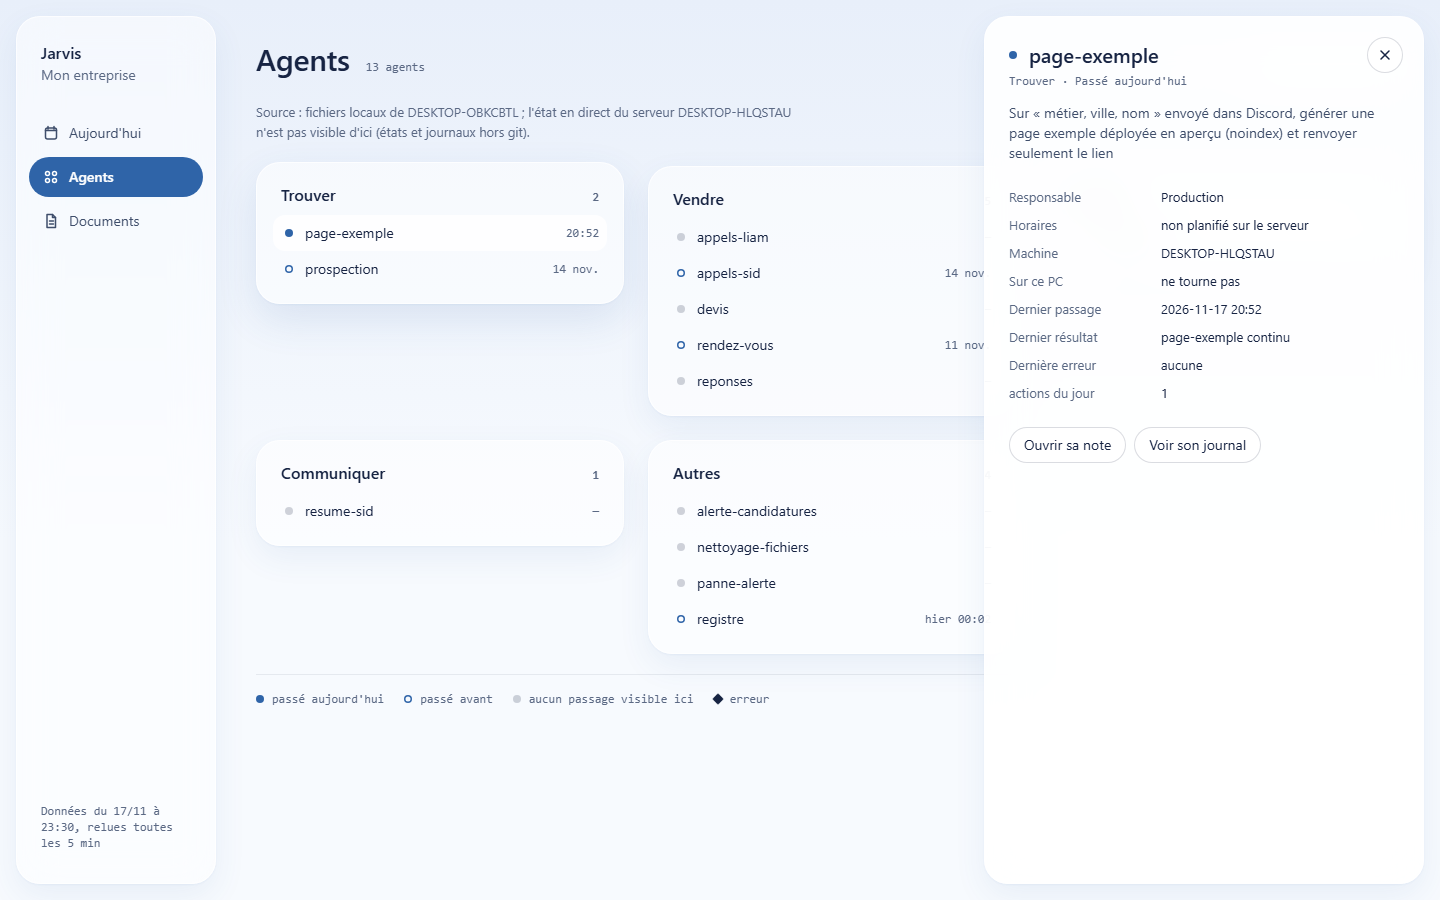 Jarvis
Mon entreprise
Aujourd'hui
Agents
Documents
Données du 17/11 à
23:30, relues toutes
les 5 min
Agents 13 agents
Source : fichiers locaux de DESKTOP-OBKCBTL ; l'état en direct du serveur DESKTOP-HLQSTAU
n'est pas visible d'ici (états et journaux hors git).
Trouver 2
page-exemple 20:52
prospection 14 nov.
Vendre
appels-liam
appels-sid 14 nov
devis
rendez-vous 11 nov
reponses
Communiquer 1
resume-sid —
Autres
alerte-candidatures
nettoyage-fichiers
panne-alerte
registre hier 00:0
passé aujourd'hui passé avant aucun passage visible ici erreur
page-exemple
Trouver · Passé aujourd'hui
Sur « métier, ville, nom » envoyé dans Discord, générer une
page exemple déployée en aperçu (noindex) et renvoyer
seulement le lien
Responsable Production
Horaires non planifié sur le serveur
Machine DESKTOP-HLQSTAU
Sur ce PC ne tourne pas
Dernier passage 2026-11-17 20:52
Dernier résultat page-exemple continu
Dernière erreur aucune
actions du jour 1
Ouvrir sa note Voir son journal